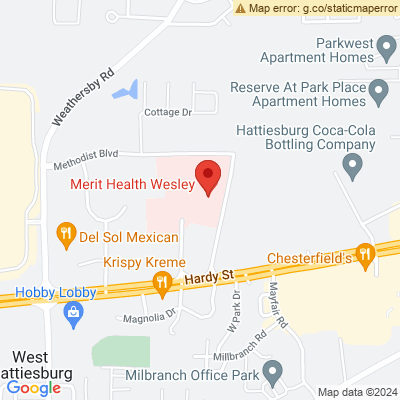 Map error: g.co/staticmaperror
Parkwest
Apartment Homes
Weathersby Rd
Reserve At Park Place
Apartment Homes
Cottage Dr
Hattiesburg Coca-Cola
Bottling Company
Methodist Blvd
Merit Health Wesley
Del Sol Mexican
Chesterfield's
Krispy Kreme
Hardy St
Hobby Lobby
W Park Dr
Mayfair Rd
Magnolia Dr
Millbranch Rd
West
attiesburg
Milbranch Office Park
Google
Map data ©2024